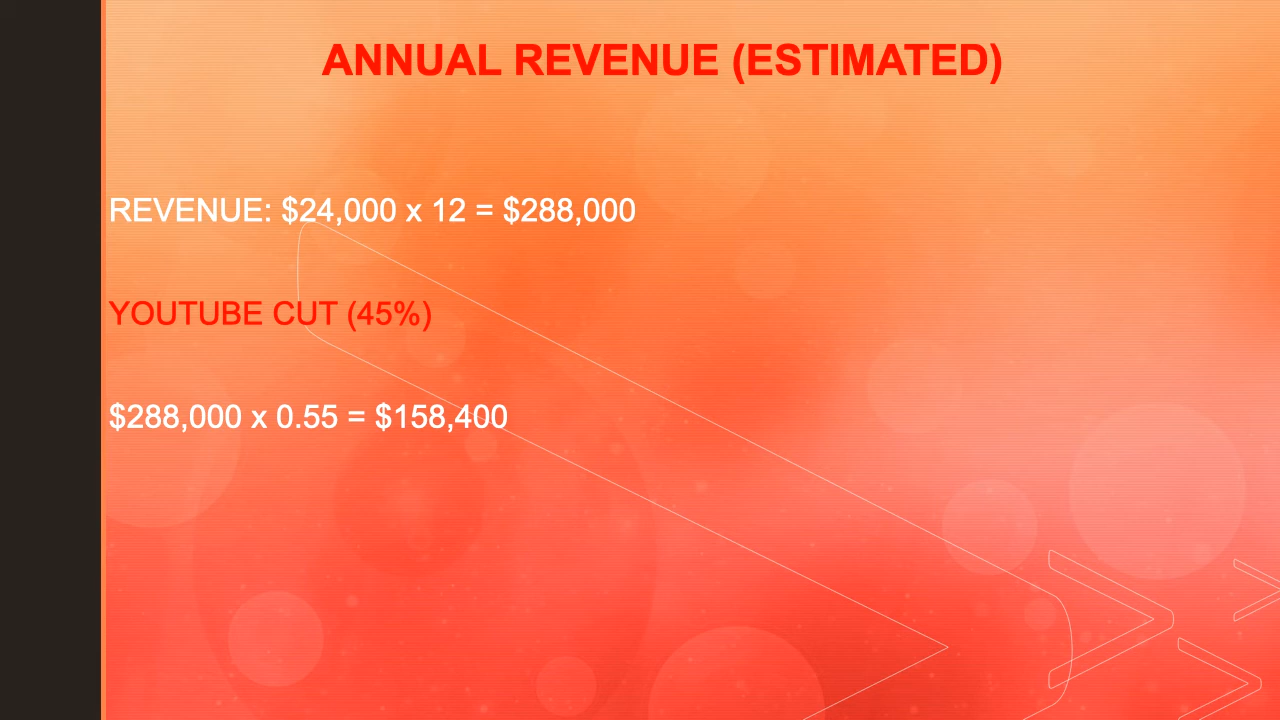 ANNUAL REVENUE (ESTIMATED)
REVENUE: $24,000 x 12 = $288,000
YOUTUBE CUT (45%)
$288,000 x 0.55 = $158,400